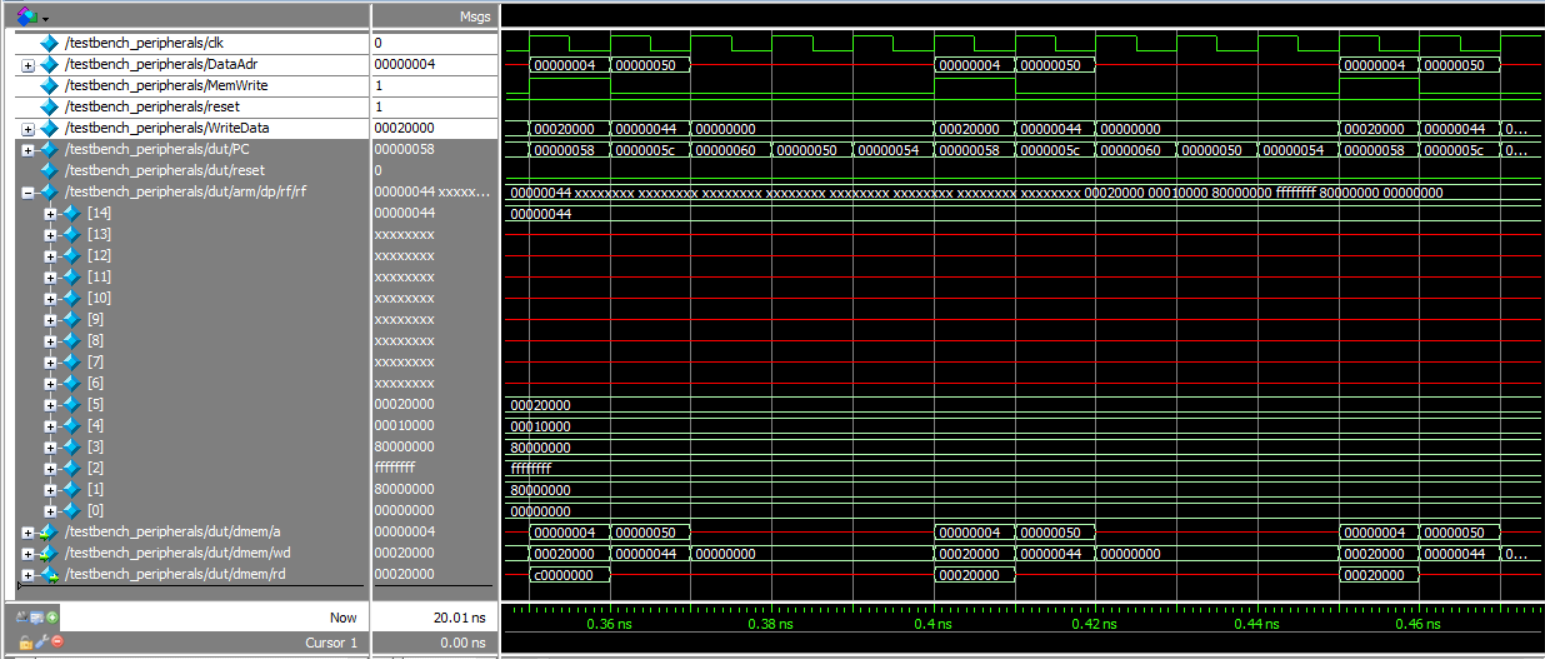 Msgs
/testbench_peripherals/clk 0
/testbench_peripherals/DataAdr 00000004 00000004 00000050 00000004 00000050 00000004 00000050
/testbench_peripherals/MemWrite 1
/testbench_peripherals/reset 1
/testbench_peripherals/WriteData 00020000 00020000 00000044 00000000 00020000 00000044 00000000 00020000 00000044 0...
/testbench_peripherals/dut/PC 00000058 00000058 0000005c 00000060 00000050 00000054 00000058 0000005c 00000060 00000050 00000054 00000058 0000005c 0...
/testbench_peripherals/dut/reset 0
/testbench_peripherals/dut/arm/dp/rf/rf 00000044 xxxxx... 00000044 xxxxxxxx xxxxxxxx xxxxxxxx xxxxxxxx xxxxxxxx xxxxxxxx xxxxxxxx xxxxxxxx 00020000 00010000 80000000 ffffffff 80000000 00000000
[14] 00000044 00000044
[13] xxxxxxxx
[12] xxxxxxxx
[11] xxxxxxxx
[10] xxxxxxxx
[9] xxxxxxxx
[8] xxxxxxxx
[7] xxxxxxxx
[6] xxxxxxxx
[5] 00020000 00020000
[4] 00010000 00010000
[3] 80000000 80000000
[2] ffffffff ffffffff
[1] 80000000 80000000
[0] 00000000 00000000
/testbench_peripherals/dut/dmem/a 00000004 00000004 00000050 00000004 00000050 00000004 00000050
/testbench_peripherals/dut/dmem/wd 00020000 00020000 00000044 00000000 00020000 00000044 00000000 00020000 00000044 0...
/testbench_peripherals/dut/dmem/rd 00020000 c0000000 00020000 00020000
Now 20.01 ns 0.36 ns 0.38 ns 0.4 ns 0.42 ns 0.44 ns 0.46 ns
Cursor 1 0.00 ns